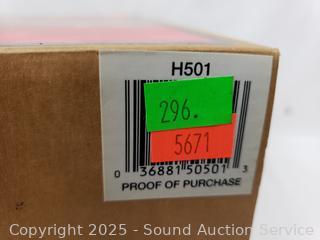 H501
296.
5671
0 36881 50501 3
PROOF OF PURCHASE
Copyright © 2025 - Sound Auction Service